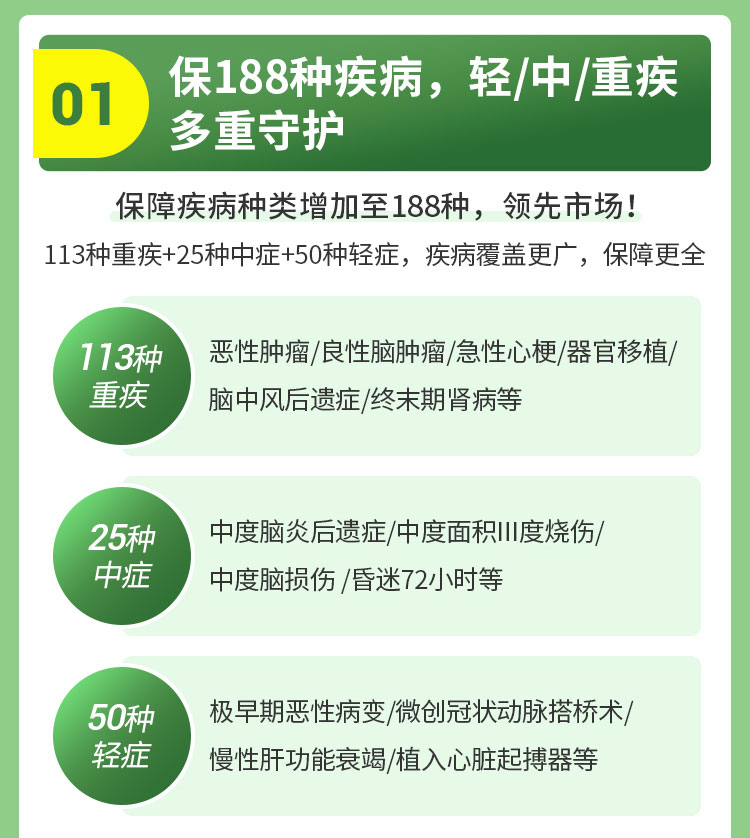 01
保188种疾病，轻/中/重疾
多重守护
保障疾病种类增加至188种，领先市场！
113种重疾+25种中症+50种轻症，疾病覆盖更广，保障更全
113种
重疾
恶性肿瘤/良性脑肿瘤/急性心梗/器官移植/
脑中风后遗症/终末期肾病等
25种
中症
中度脑炎后遗症/中度面积III度烧伤/
中度脑损伤 /昏迷72小时等
50种
轻症
极早期恶性病变/微创冠状动脉搭桥术/
慢性肝功能衰竭/植入心脏起搏器等